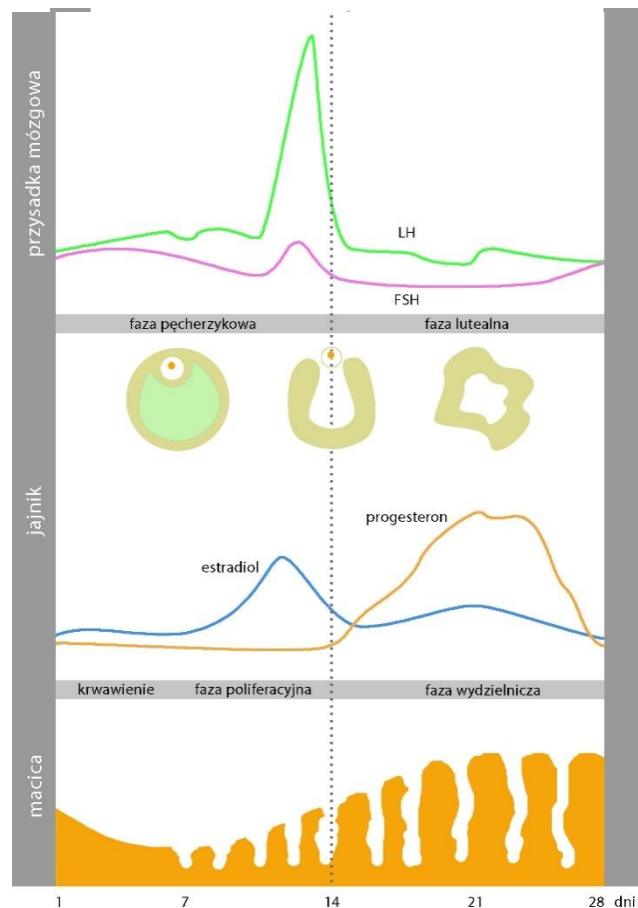 przysadka mózgowa
LH
FSH
faza pęcherzykowa
faza lutealna
jajnik
progesteron
estradiol
krwawienie
faza poliferacyjna
faza wydzielnicza
macica
1
7
14
21
28
dni